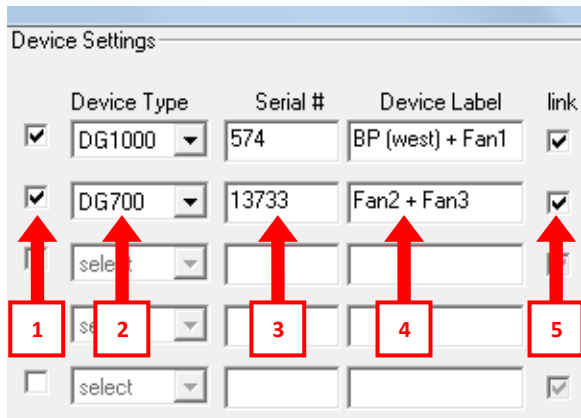 Device Settings
Device Type Serial # Device Label link
DG1000 574 BP (west) + Fan1
DG700 13733 Fan2 + Fan3
select
1 2 3 4 5
select